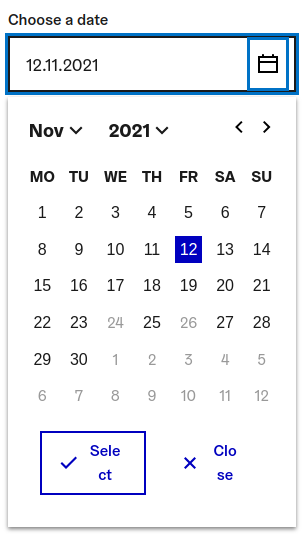 Choose a date
12.11.2021
Nov 2021
MO TU WE TH FR SA SU
1 2 3 4 5 6 7
8 9 10 11 12 13 14
15 16 17 18 19 20 21
22 23 24 25 26 27 28
29 30 1 2 3 4 5
6 7 8 9 10 11 12
Sele Clo
ct se